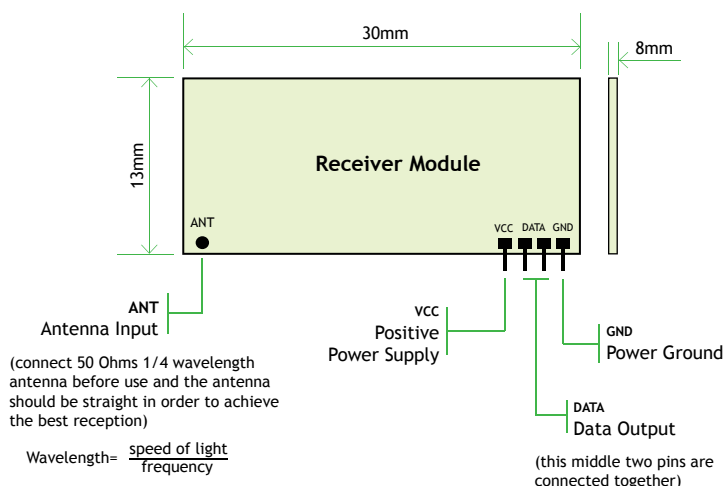 30mm
8mm
13mm
Receiver Module
ANT
VCC DATA GND
ANT
Antenna Input
(connect 50 Ohms 1/4 wavelength
antenna before use and the antenna
should be straight in order to achieve
the best reception)
Wavelength= speed of light
frequency
VCC
Positive
Power Supply
GND
Power Ground
DATA
Data Output
(this middle two pins are
connected together)